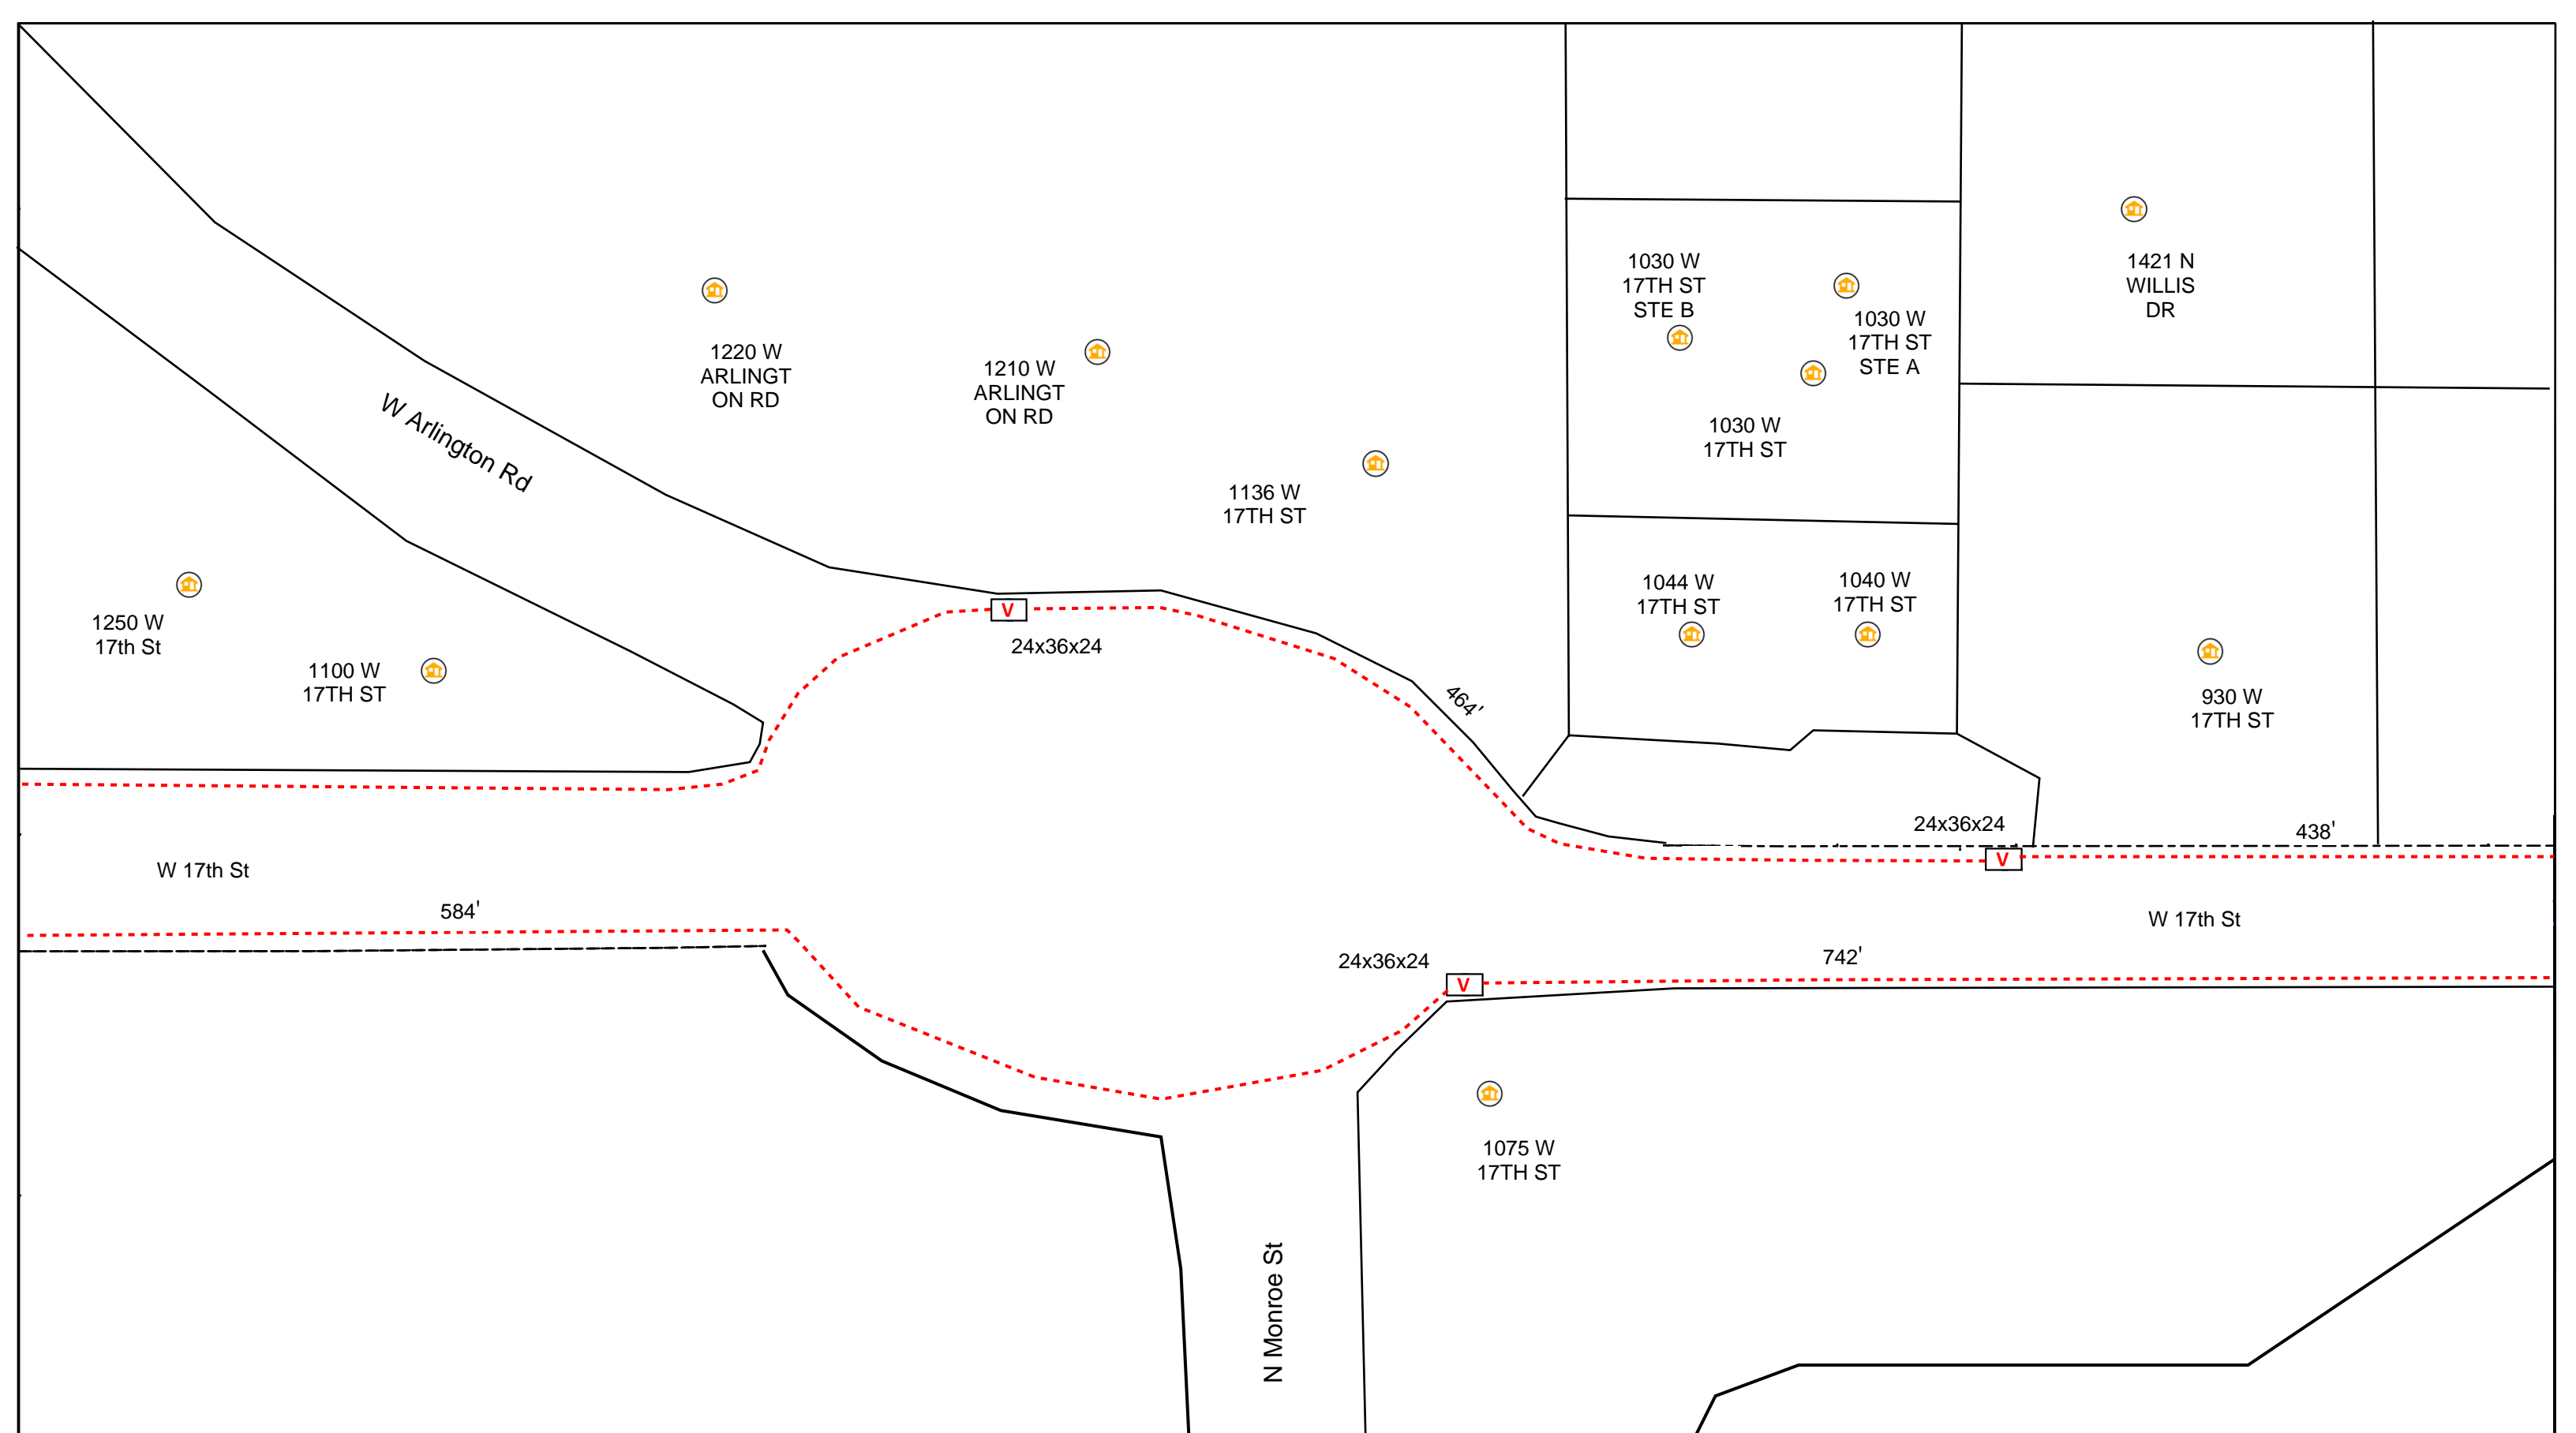 1030 W
17TH ST
STE B
1421 N
WILLIS
DR
1030 W
17TH ST
STE A
1220 W
ARLINGT
ON RD
1210 W
ARLINGT
ON RD
W Arlington Rd
1030 W
17TH ST
1136 W
17TH ST
1044 W
17TH ST
1040 W
17TH ST
1250 W
17th St
1100 W
17TH ST
V
24x36x24
464'
930 W
17TH ST
24x36x24
V
438'
W 17th St
584'
W 17th St
24x36x24
V
742'
1075 W
17TH ST
N Monroe St